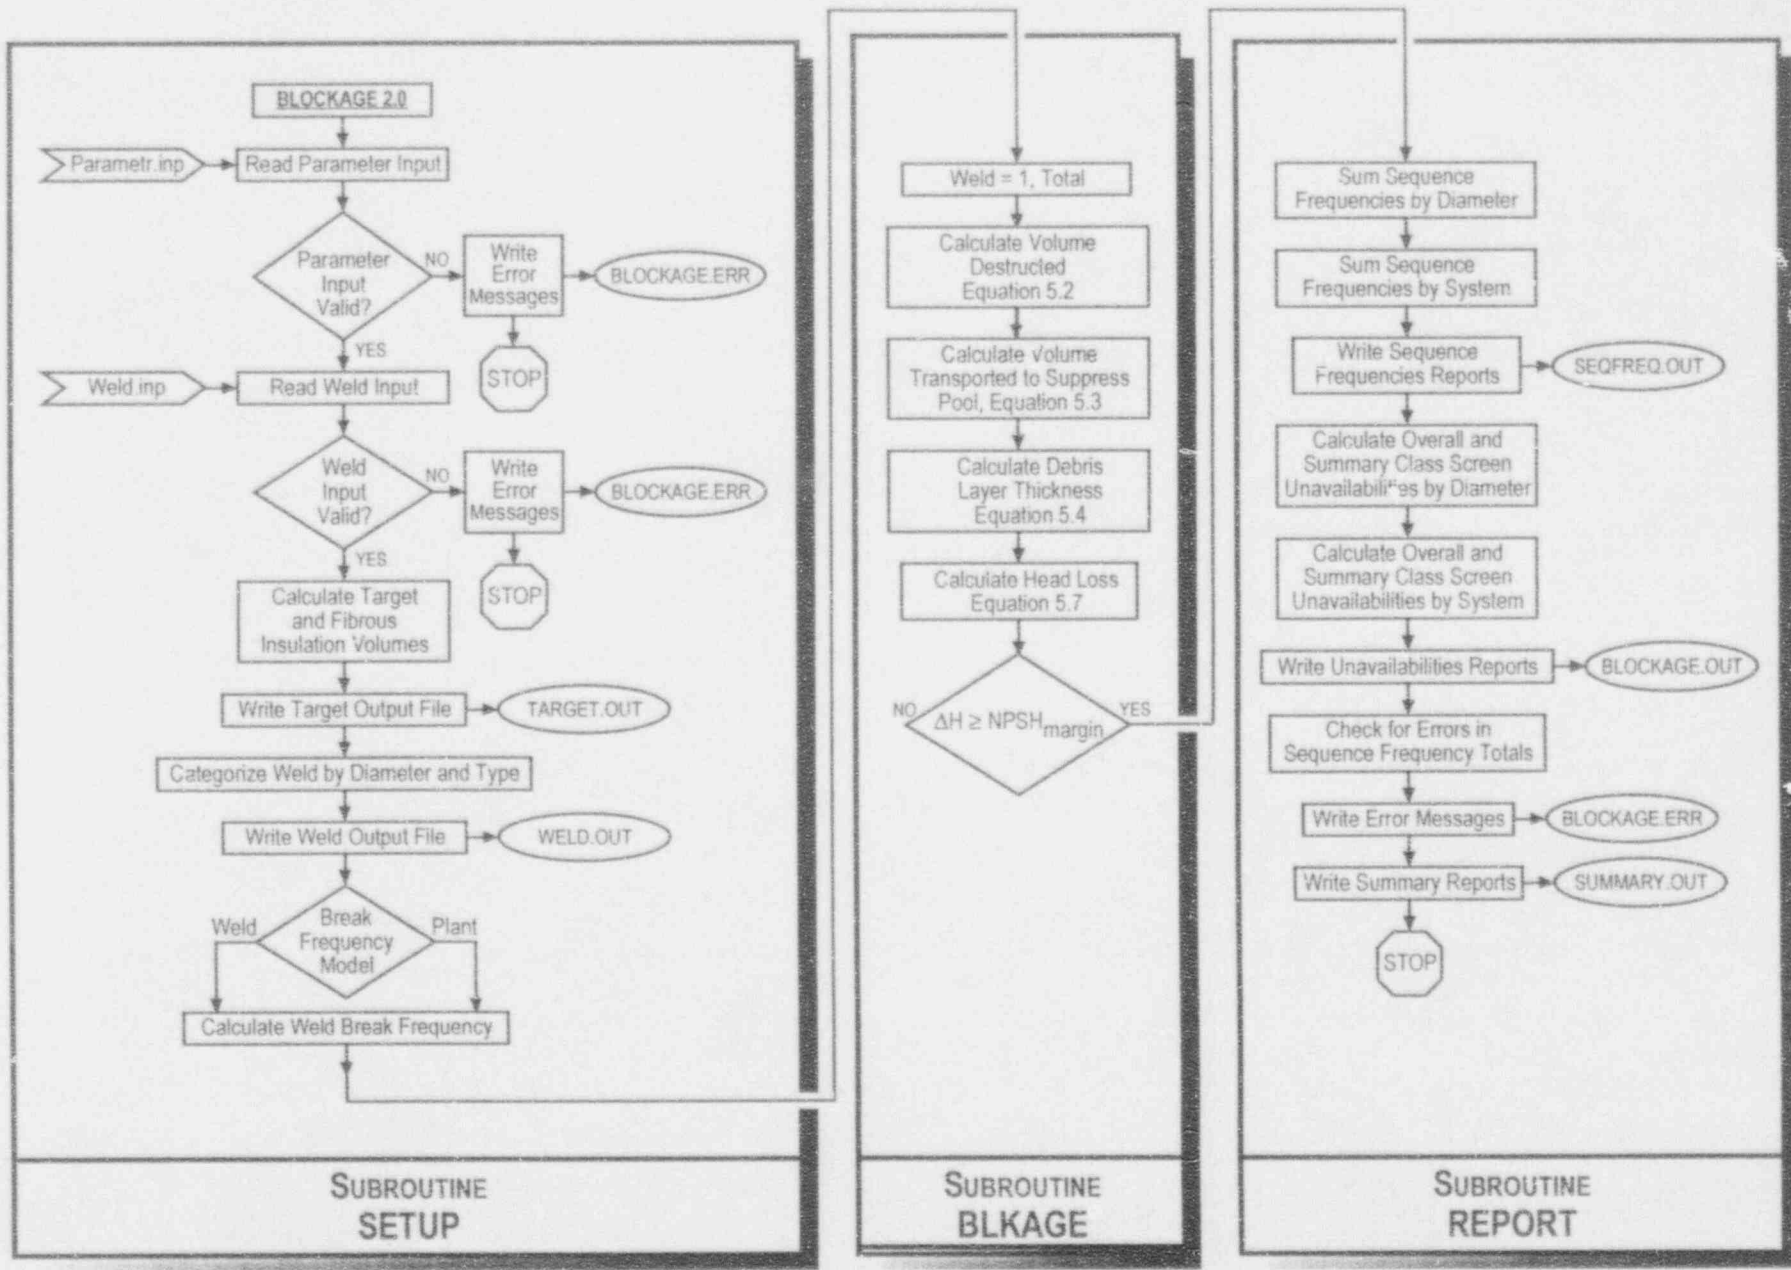 BLOCKAGE 2.0
Parametr.inp
Read Parameter Input
Parameter
Input
Valid?
NO
Write
Error
Messages
BLOCKAGE.ERR
STOP
YES
Weld.inp
Read Weld Input
Weld
Input
Valid?
NO
Write
Error
Messages
BLOCKAGE.ERR
STOP
YES
Calculate Target
and Fibrous
Insulation Volumes
Write Target Output File
TARGET.OUT
Categorize Weld by Diameter and Type
Write Weld Output File
WELD.OUT
Break
Frequency
Model
Weld
Plant
Calculate Weld Break Frequency
SUBROUTINE
SETUP
Weld = 1, Total
Calculate Volume
Destructed
Equation 5.2
Calculate Volume
Transported to Suppress
Pool, Equation 5.3
Calculate Debris
Layer Thickness
Equation 5.4
Calculate Head Loss
Equation 5.7
NO
ΔH ≥ NPSHmargin
YES
SUBROUTINE
BLKAGE
Sum Sequence
Frequencies by Diameter
Sum Sequence
Frequencies by System
Write Sequence
Frequencies Reports
SEQFREQ.OUT
Calculate Overall and
Summary Class Screen
Unavailabilities by Diameter
Calculate Overall and
Summary Class Screen
Unavailabilities by System
Write Unavailabilities Reports
BLOCKAGE.OUT
Check for Errors in
Sequence Frequency Totals
Write Error Messages
BLOCKAGE.ERR
Write Summary Reports
SUMMARY.OUT
STOP
SUBROUTINE
REPORT